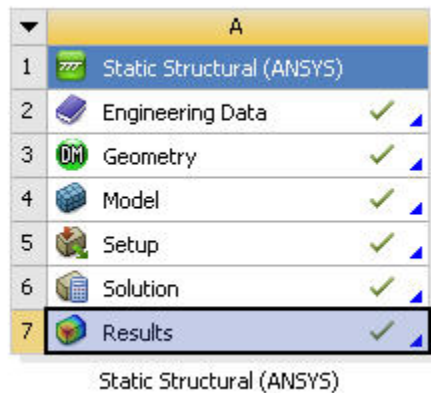 A
1 Static Structural (ANSYS)
2 Engineering Data
3 DM Geometry
4 Model
5 Setup
6 Solution
7 Results
Static Structural (ANSYS)